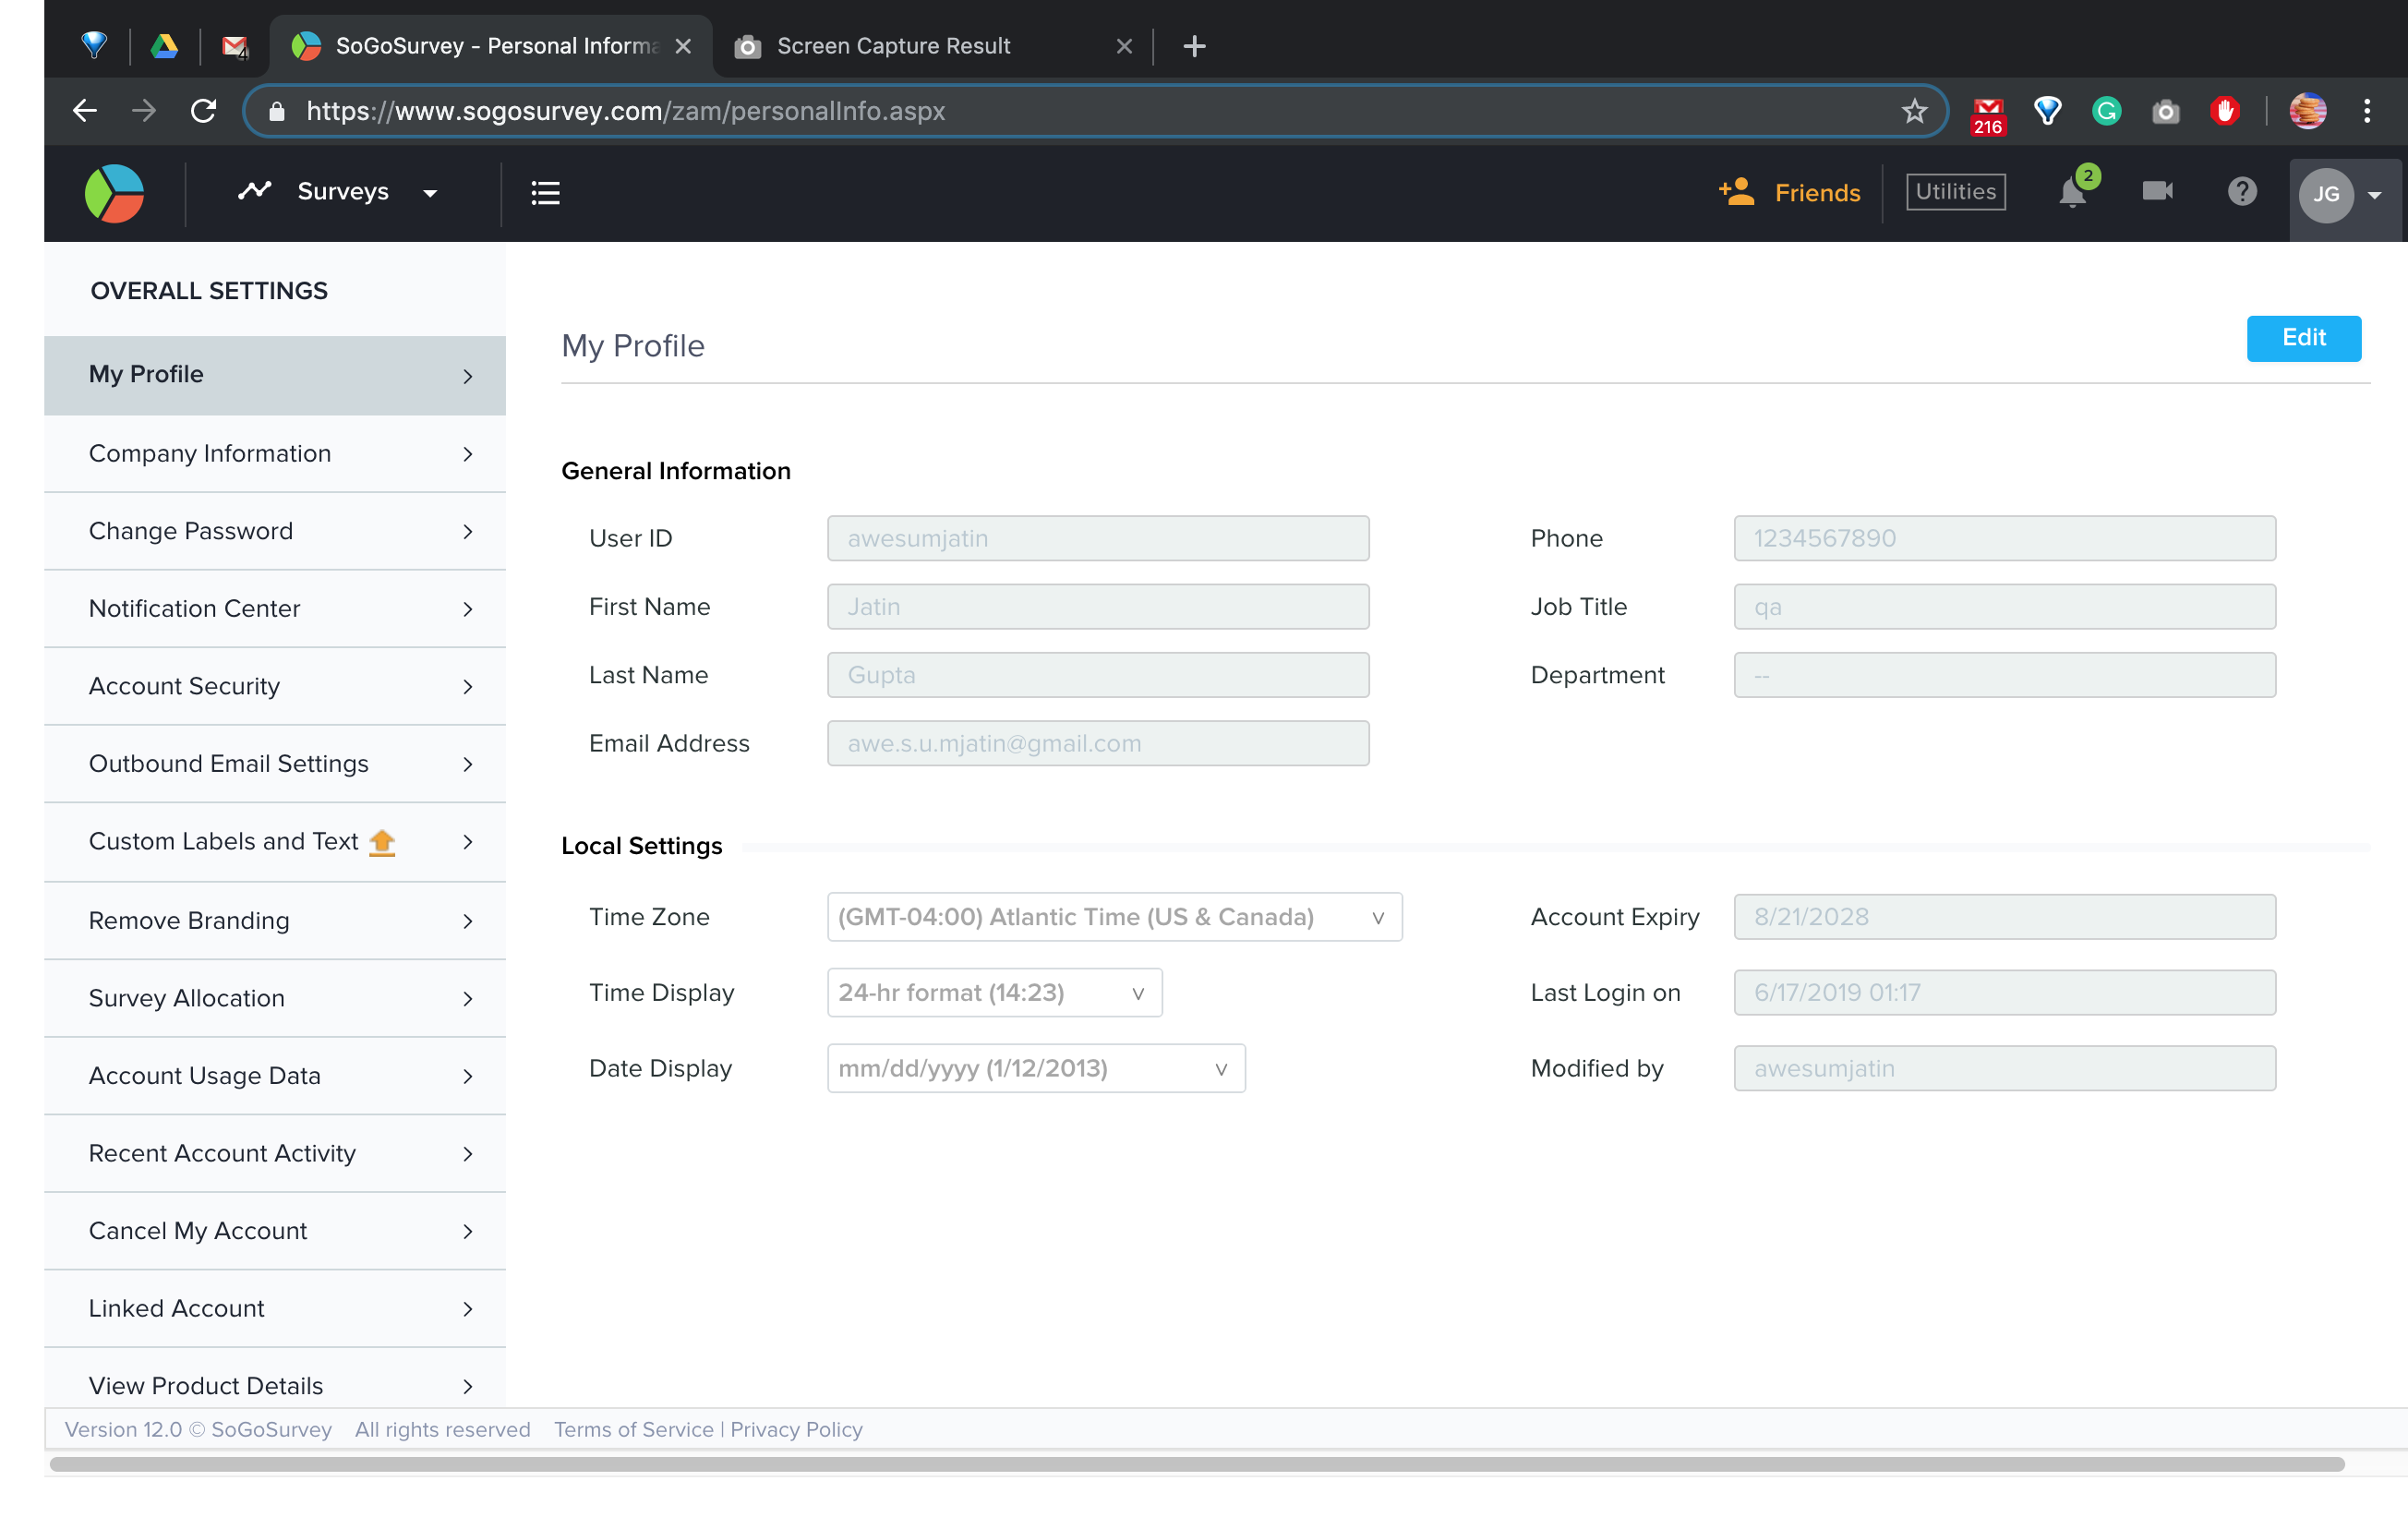 4
SoGoSurvey - Personal Informa
Screen Capture Result
https://www.sogosurvey.com/zam/personalInfo.aspx
216
G
Surveys
Friends
Utilities
2
?
JG
OVERALL SETTINGS
My Profile
Company Information
Change Password
Notification Center
Account Security
Outbound Email Settings
Custom Labels and Text
Remove Branding
Survey Allocation
Account Usage Data
Recent Account Activity
Cancel My Account
Linked Account
View Product Details
My Profile
Edit
General Information
User ID awesumjatin Phone 1234567890
First Name Jatin Job Title qa
Last Name Gupta Department --
Email Address awe.s.u.mjatin@gmail.com
Local Settings
Time Zone (GMT-04:00) Atlantic Time (US & Canada) Account Expiry 8/21/2028
Time Display 24-hr format (14:23) Last Login on 6/17/2019 01:17
Date Display mm/dd/yyyy (1/12/2013) Modified by awesumjatin
Version 12.0 © SoGoSurvey All rights reserved Terms of Service | Privacy Policy